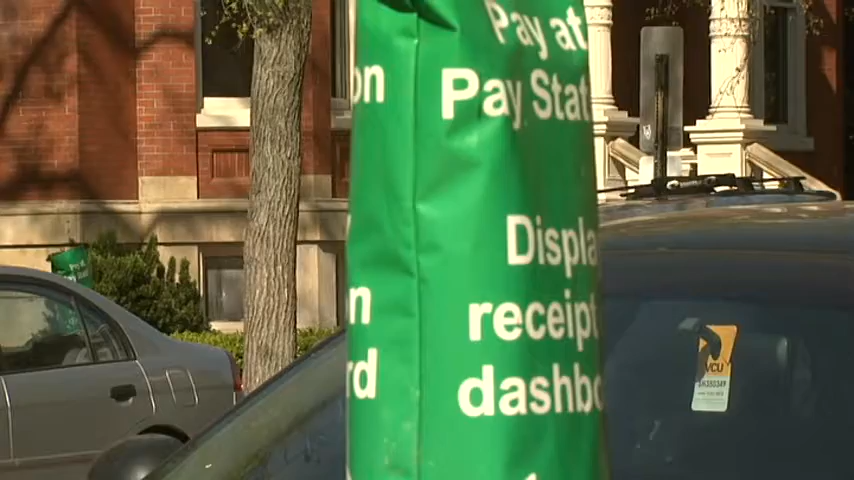 Pay at
Pay Stat
Displa
receipt
dashbo
on
n
rd
VCU